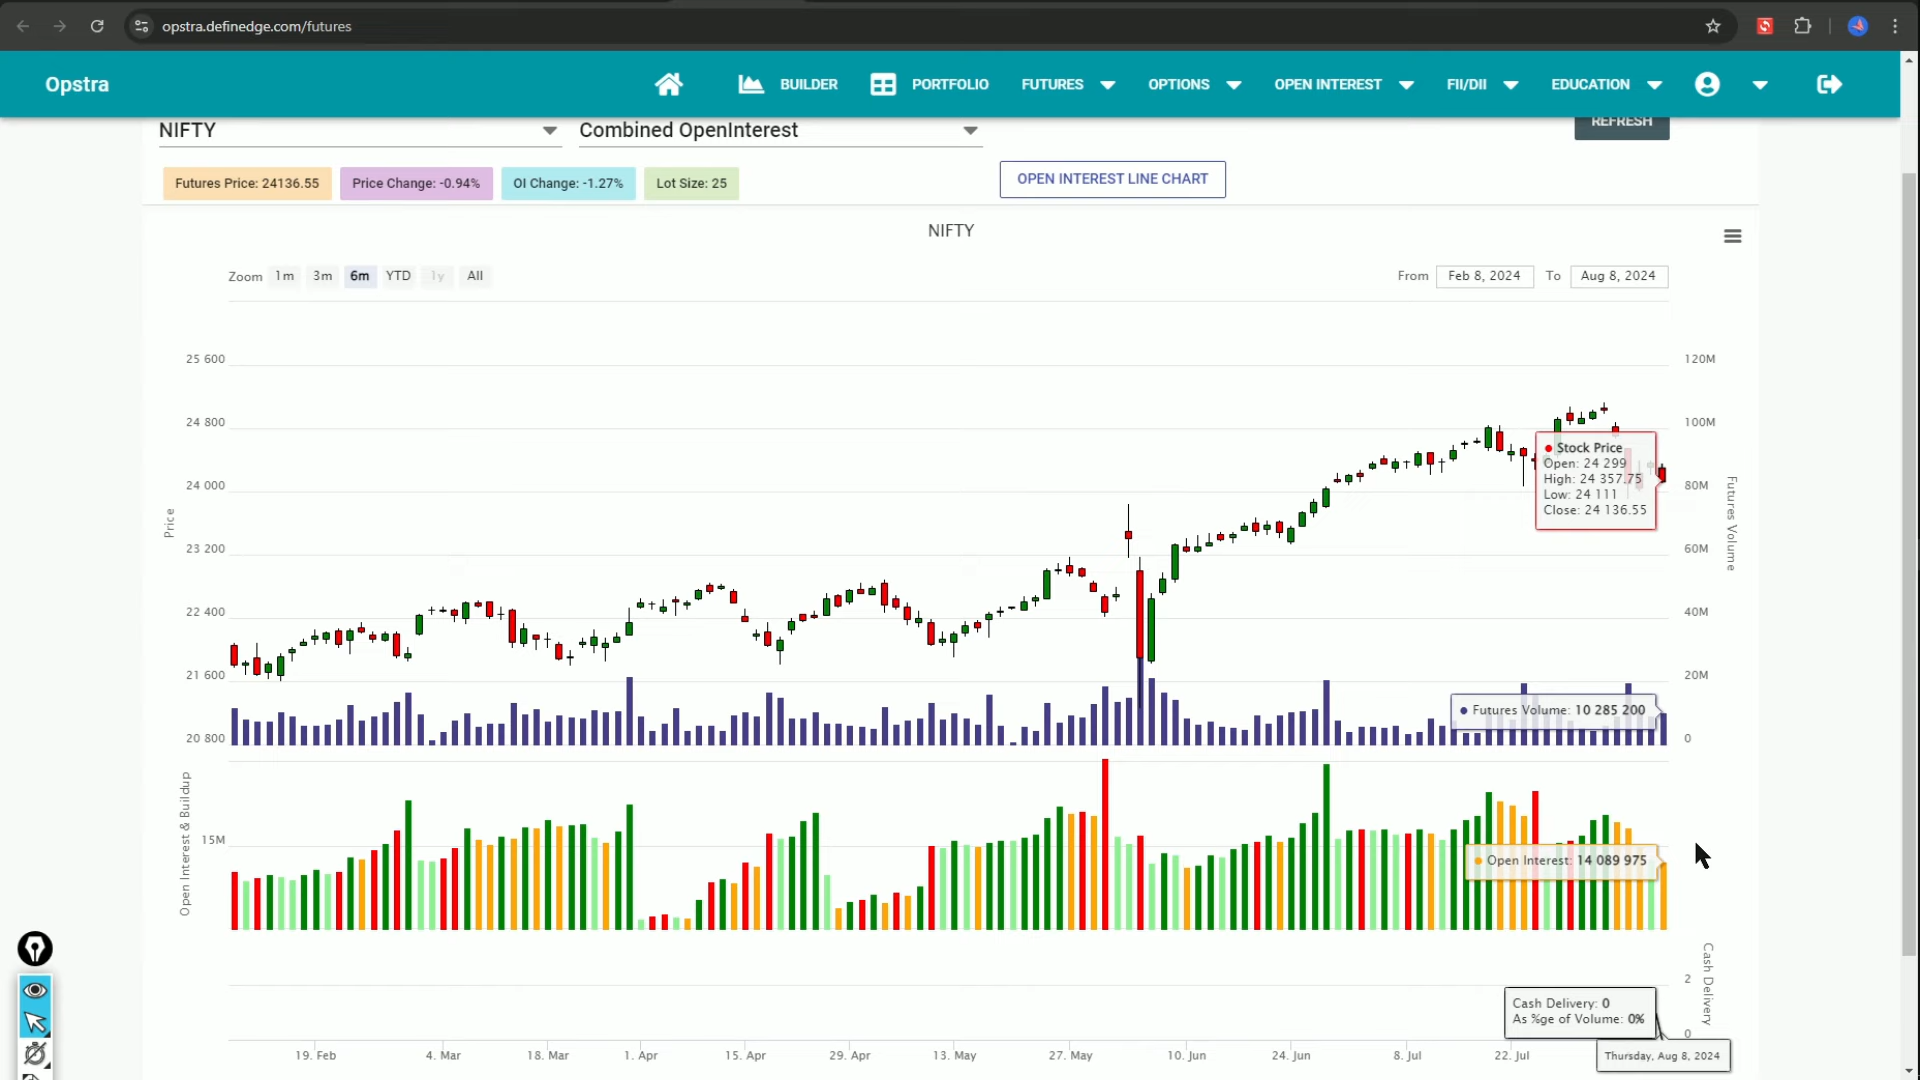 opstra.definedge.com/futures
Opstra
BUILDER
PORTFOLIO
FUTURES
OPTIONS
OPEN INTEREST
FII/DII
EDUCATION
NIFTY
Combined OpenInterest
REFRESH
Futures Price: 24136.55
Price Change: -0.94%
OI Change: -1.27%
Lot Size: 25
OPEN INTEREST LINE CHART
NIFTY
Zoom 1m 3m 6m YTD 1y All
From Feb 8, 2024 To Aug 8, 2024
25 600
24 800
24 000
23 200
22 400
21 600
20 800
Price
120M
100M
80M
60M
40M
20M
0
Futures Volume
Stock Price
Open: 24 299
High: 24 357.75
Low: 24 111
Close: 24 136.55
Futures Volume: 10 285 200
Open Interest & Buildup
15M
Open Interest: 14 089 975
Cash Delivery
2
0
Cash Delivery: 0
As %ge of Volume: 0%
19. Feb
4. Mar
18. Mar
1. Apr
15. Apr
29. Apr
13. May
27. May
10. Jun
24. Jun
8. Jul
22. Jul
Thursday, Aug 8, 2024